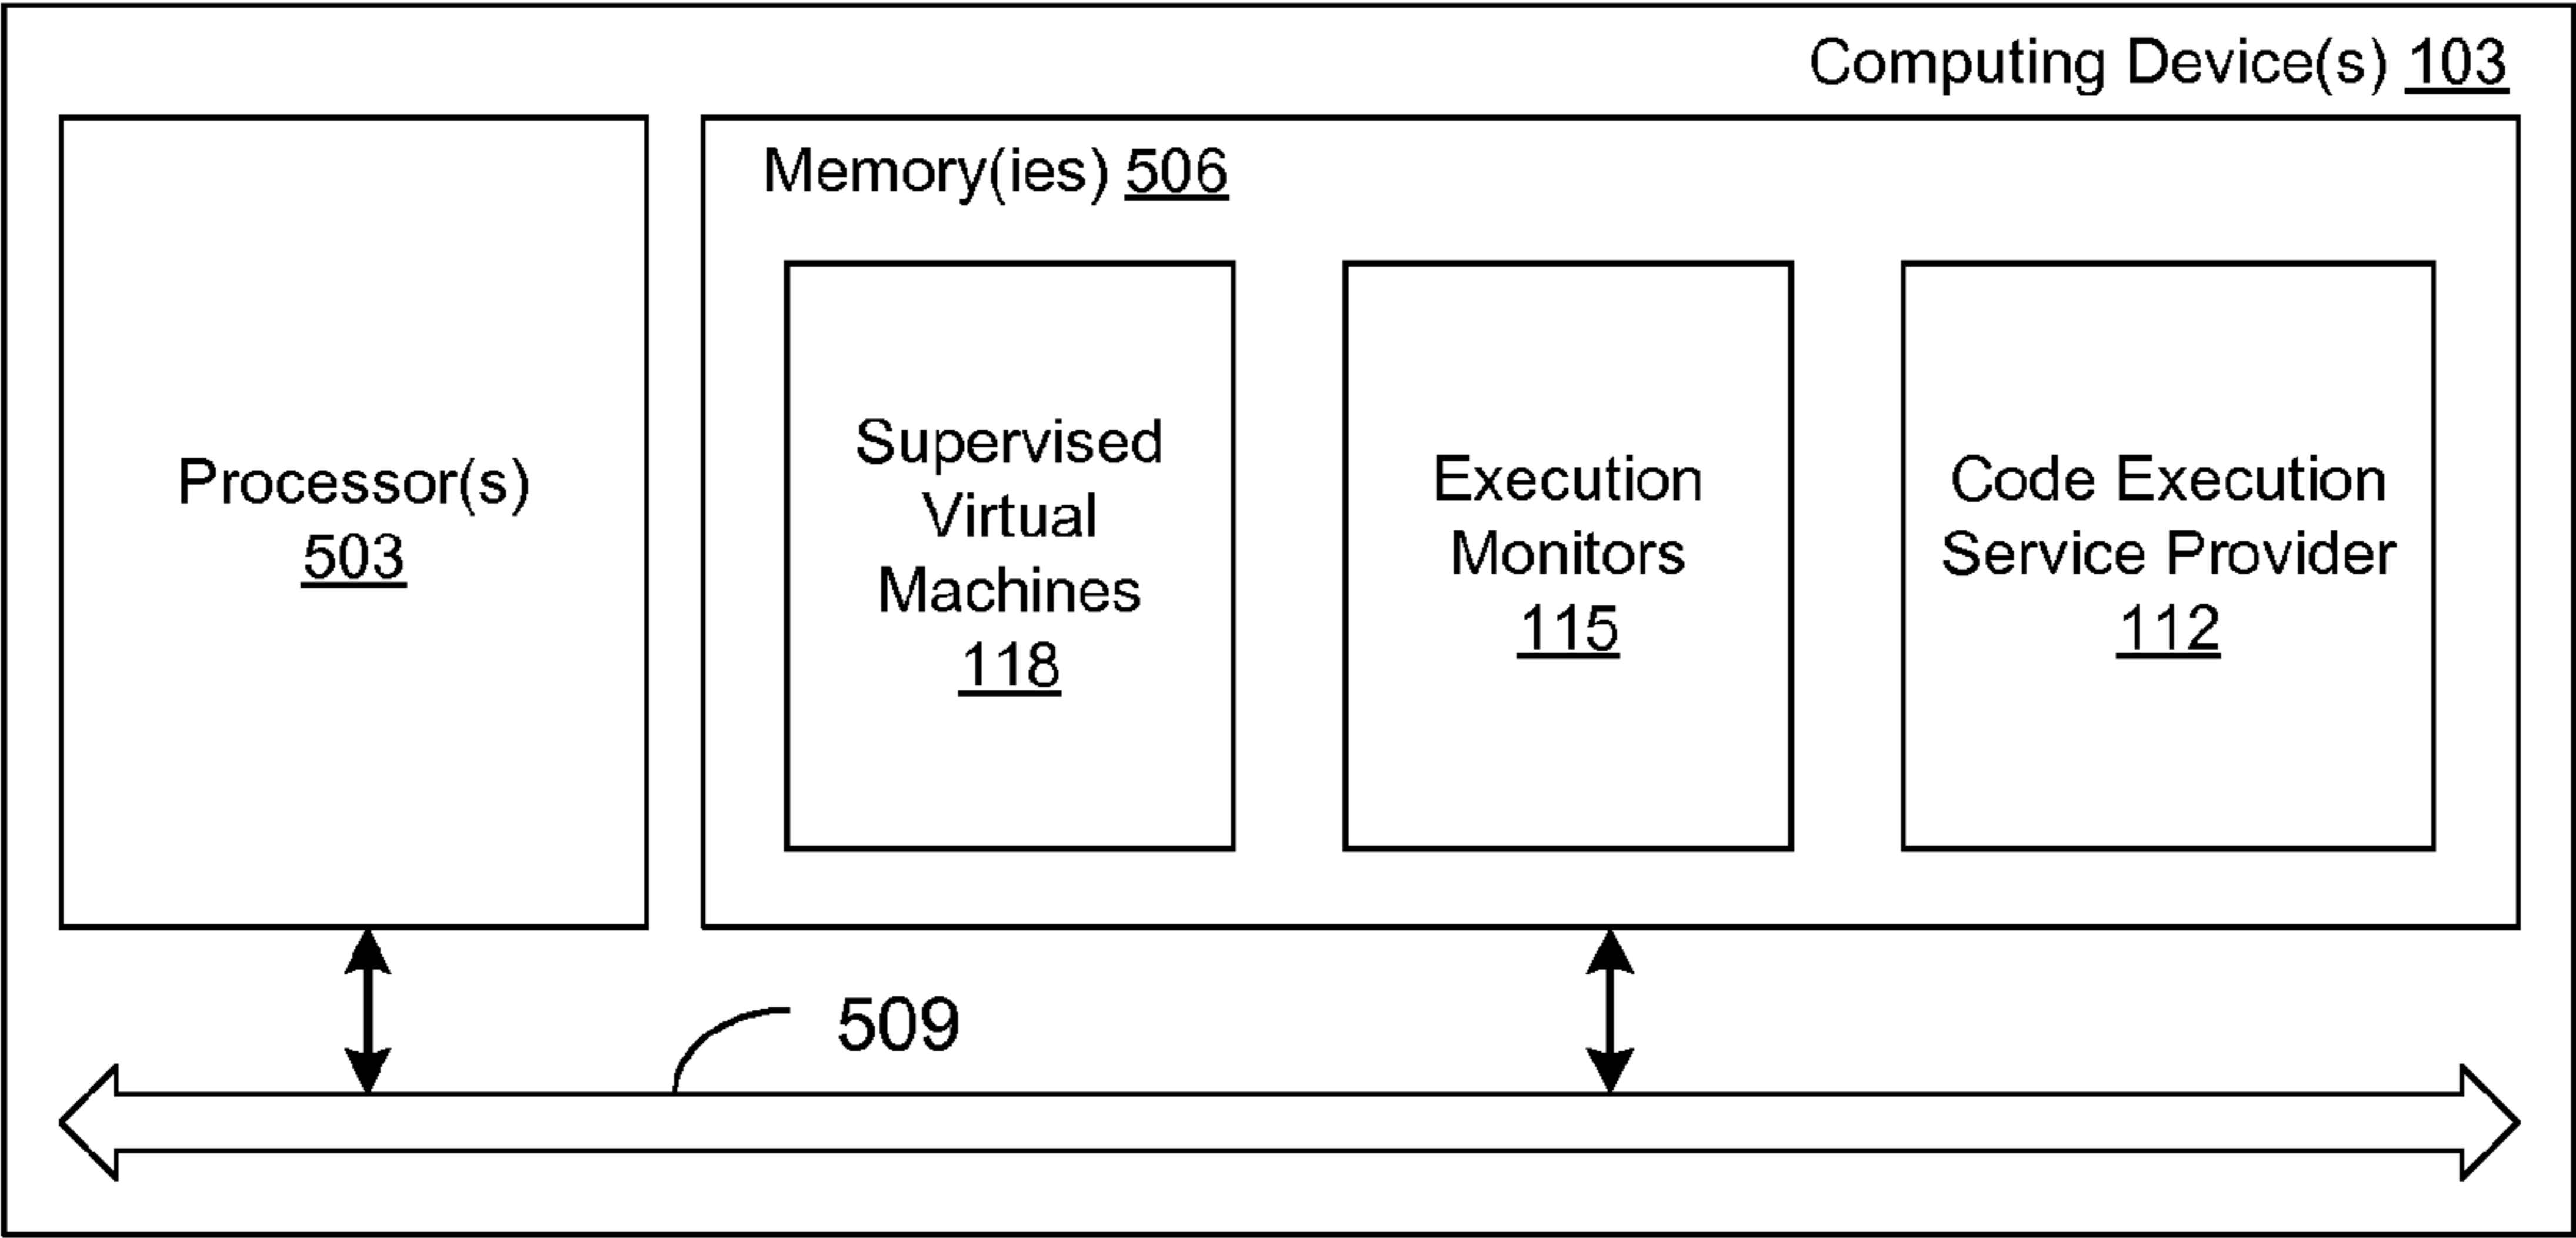 Computing Device(s) 103
Memory(ies) 506
Processor(s)
503
Supervised
Virtual
Machines
118
Execution
Monitors
115
Code Execution
Service Provider
112
509